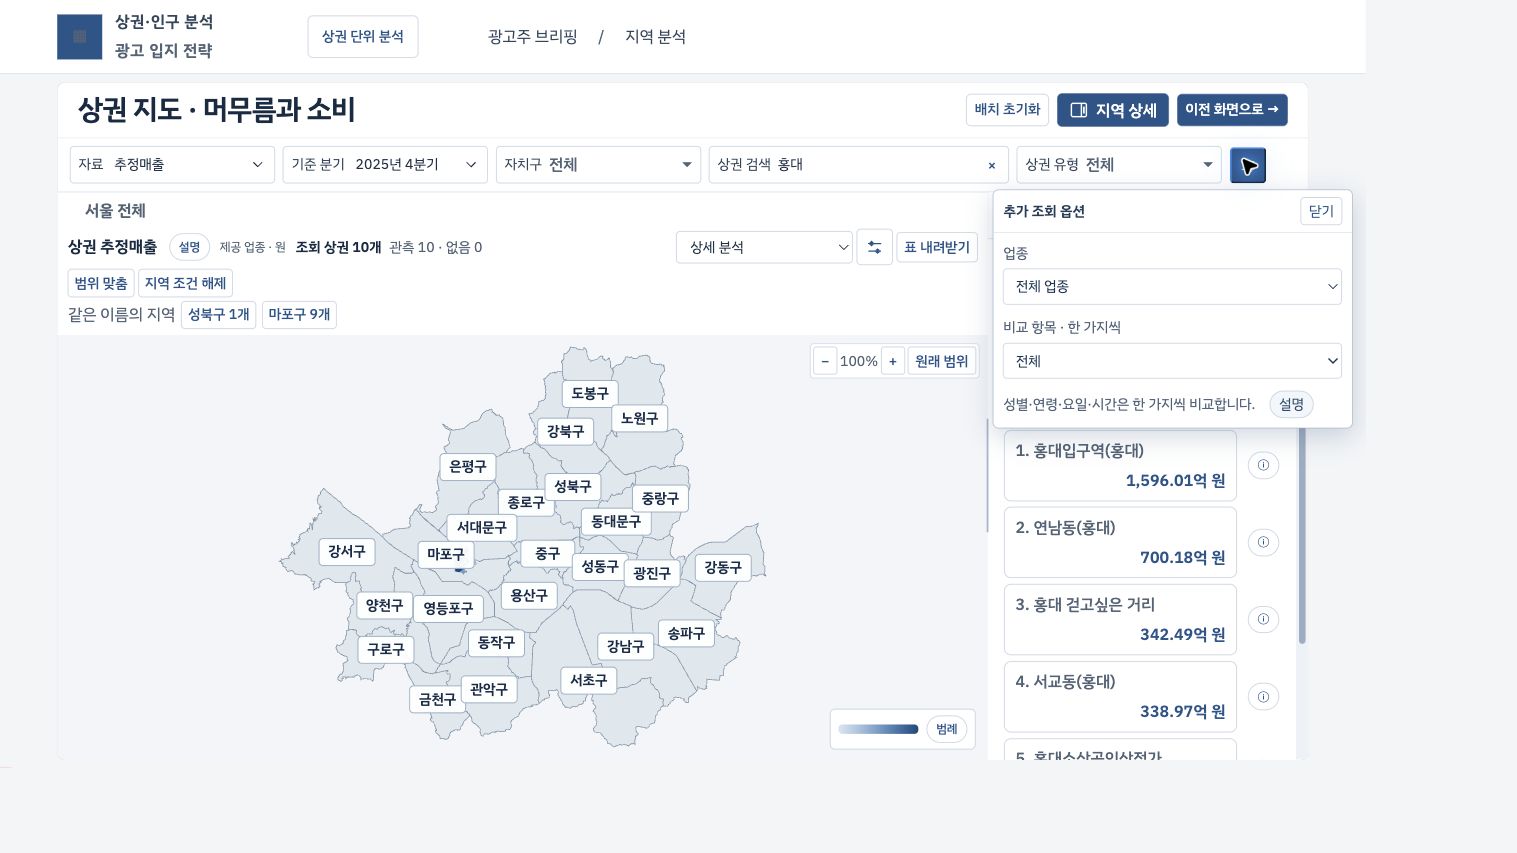 상권·인구 분석
광고 입지 전략
상권 단위 분석
광고주 브리핑 / 지역 분석
상권 지도 · 머무름과 소비
배치 초기화
지역 상세
이전 화면으로 →
자료 추정매출
기준 분기 2025년 4분기
자치구 전체
상권 검색 홍대 ×
상권 유형 전체
서울 전체
상권 추정매출 설명 제공 업종 · 원 조회 상권 10개 관측 10 · 없음 0
상세 분석
표 내려받기
범위 맞춤 지역 조건 해제
같은 이름의 지역 성북구 1개 마포구 9개
추가 조회 옵션
닫기
업종
전체 업종
비교 항목 · 한 가지씩
전체
성별·연령·요일·시간은 한 가지씩 비교합니다. 설명
− 100% + 원래 범위
도봉구
노원구
강북구
은평구
성북구
종로구
중랑구
서대문구
동대문구
강서구
마포구
중구
성동구
광진구
강동구
용산구
양천구
영등포구
송파구
동작구
강남구
구로구
서초구
관악구
금천구
범례
1. 홍대입구역(홍대)
1,596.01억 원
2. 연남동(홍대)
700.18억 원
3. 홍대 걷고싶은 거리
342.49억 원
4. 서교동(홍대)
338.97억 원
5. 홍대소상공인상점가